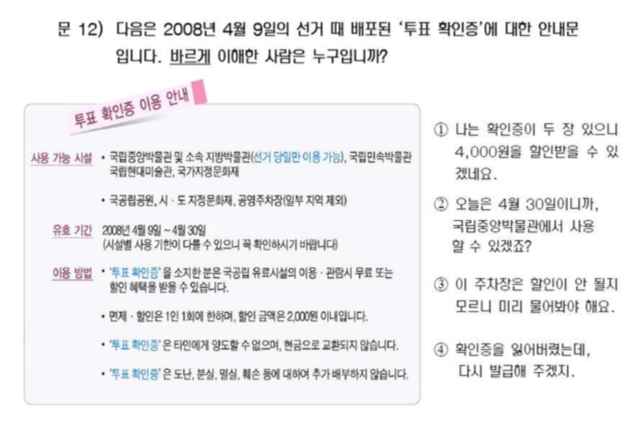 문 12) 다음은 2008년 4월 9일의 선거 때 배포된 '투표 확인증'에 대한 안내문
입니다. 바르게 이해한 사람은 누구입니까?
투표 확인증 이용 안내
사용 가능 시설 • 국립중앙박물관 및 소속 지방박물관(선거 당일만 이용 가능), 국립민속박물관
국립현대미술관, 국가지정문화재
• 국공립공원, 시·도 지정문화재, 공영주차장(일부 지역 제외)
유효 기간 2008년 4월 9일 ~ 4월 30일
(시설별 사용 기한이 다를 수 있으니 꼭 확인하시기 바랍니다)
이용 방법 • '투표 확인증'을 소지한 분은 국공립 유료시설의 이용·관람시 무료 또는
할인 혜택을 받을 수 있습니다.
• 면제·할인은 1인 1회에 한하며, 할인 금액은 2,000원 이내입니다.
• '투표 확인증'은 타인에게 양도할 수 없으며, 현금으로 교환되지 않습니다.
• '투표 확인증'은 도난, 분실, 멸실, 훼손 등에 대하여 추가 배부하지 않습니다.
① 나는 확인증이 두 장 있으니
4,000원을 할인받을 수 있
겠네요.
② 오늘은 4월 30일이니까,
국립중앙박물관에서 사용
할 수 있겠죠?
③ 이 주차장은 할인이 안 될지
모르니 미리 물어봐야 해요.
④ 확인증을 잃어버렸는데,
다시 발급해 주겠지.